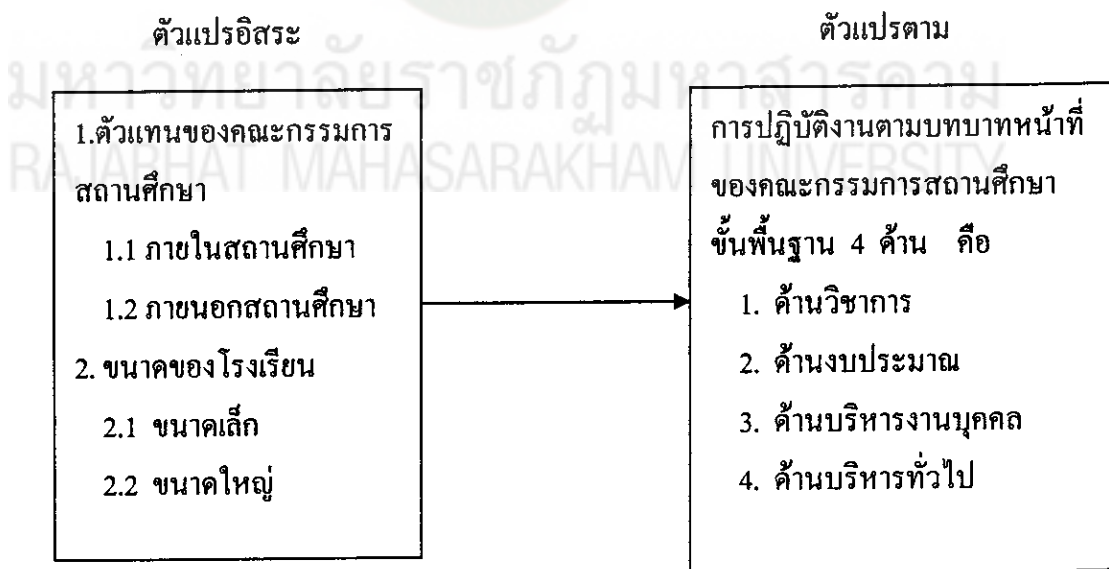 ตัวแปรอิสระ
ตัวแปรตาม
มหาวิทยาลัยราชภัฏมหาสารคาม
RAJABHAT MAHASARAKHAM UNIVERSITY
1.ตัวแทนของคณะกรรมการ
สถานศึกษา
1.1 ภายในสถานศึกษา
1.2 ภายนอกสถานศึกษา
2. ขนาดของโรงเรียน
2.1 ขนาดเล็ก
2.2 ขนาดใหญ่
การปฏิบัติงานตามบทบาทหน้าที่
ของคณะกรรมการสถานศึกษา
ขั้นพื้นฐาน 4 ด้าน คือ
1. ด้านวิชาการ
2. ด้านงบประมาณ
3. ด้านบริหารงานบุคคล
4. ด้านบริหารทั่วไป